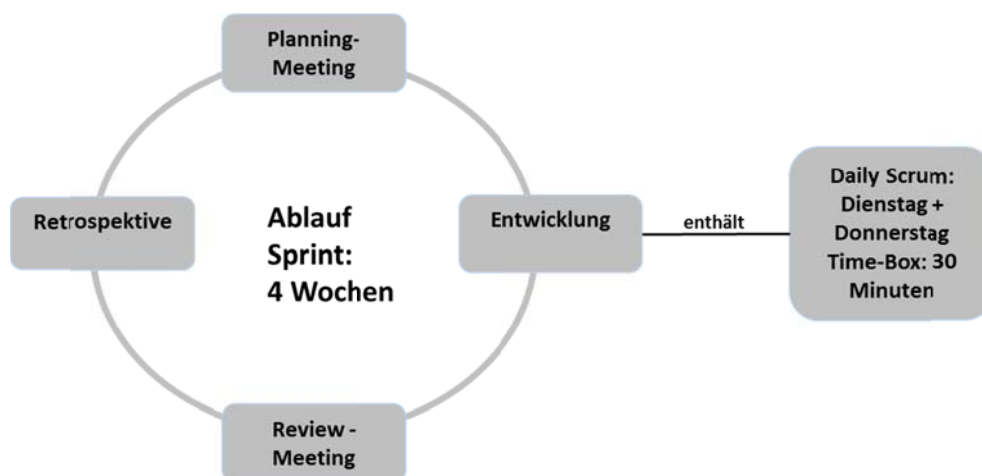 Planning-
Meeting
Retrospektive
Ablauf
Sprint:
4 Wochen
Entwicklung
enthält
Daily Scrum:
Dienstag +
Donnerstag
Time-Box: 30
Minuten
Review -
Meeting